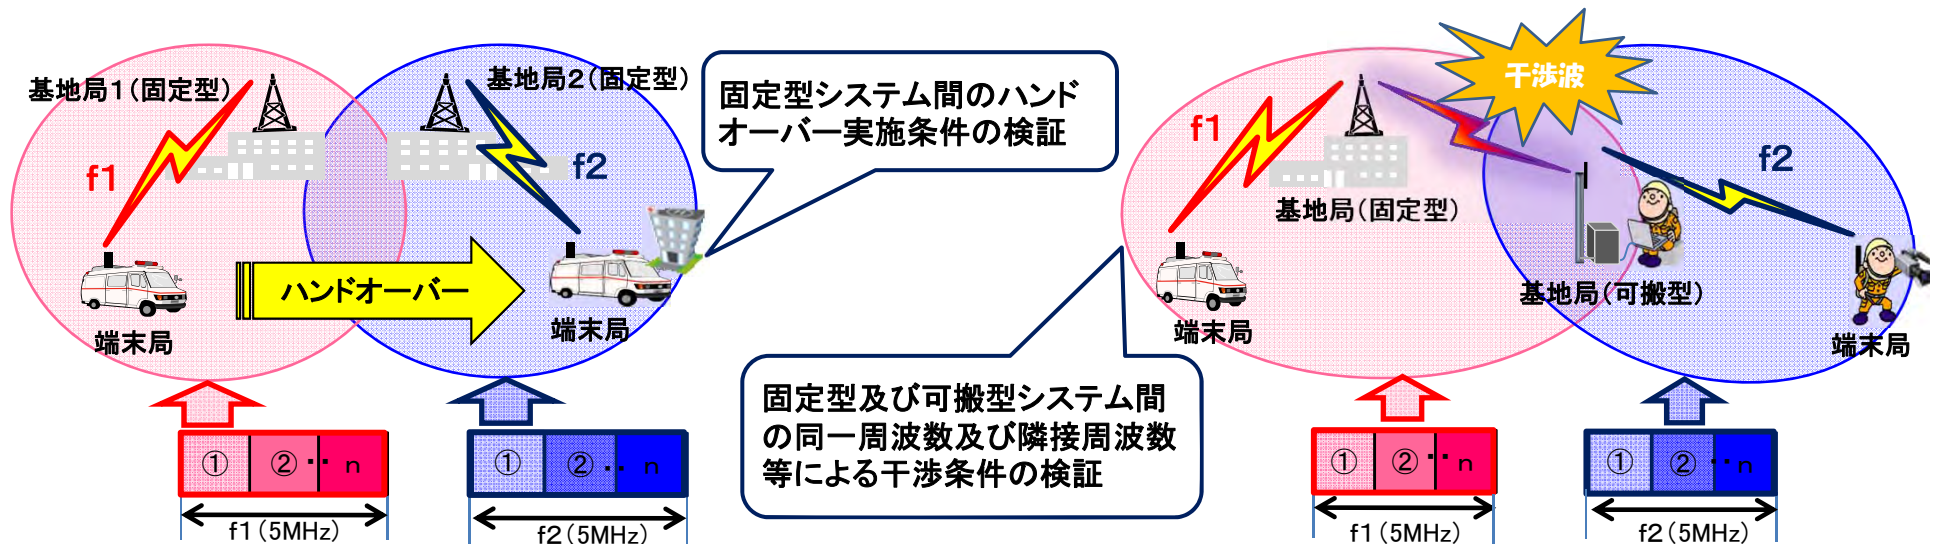 基地局1(固定型)
基地局2(固定型)
f1
f2
ハンドオーバー
端末局
端末局
① ②‥ n
① ②‥ n
f1(5MHz)
f2(5MHz)
固定型システム間のハンド
オーバー実施条件の検証
固定型及び可搬型システム間
の同一周波数及び隣接周波数
等による干渉条件の検証
干渉波
f1
f2
基地局(固定型)
基地局(可搬型)
端末局
端末局
① ②‥ n
① ②‥ n
f1(5MHz)
f2(5MHz)